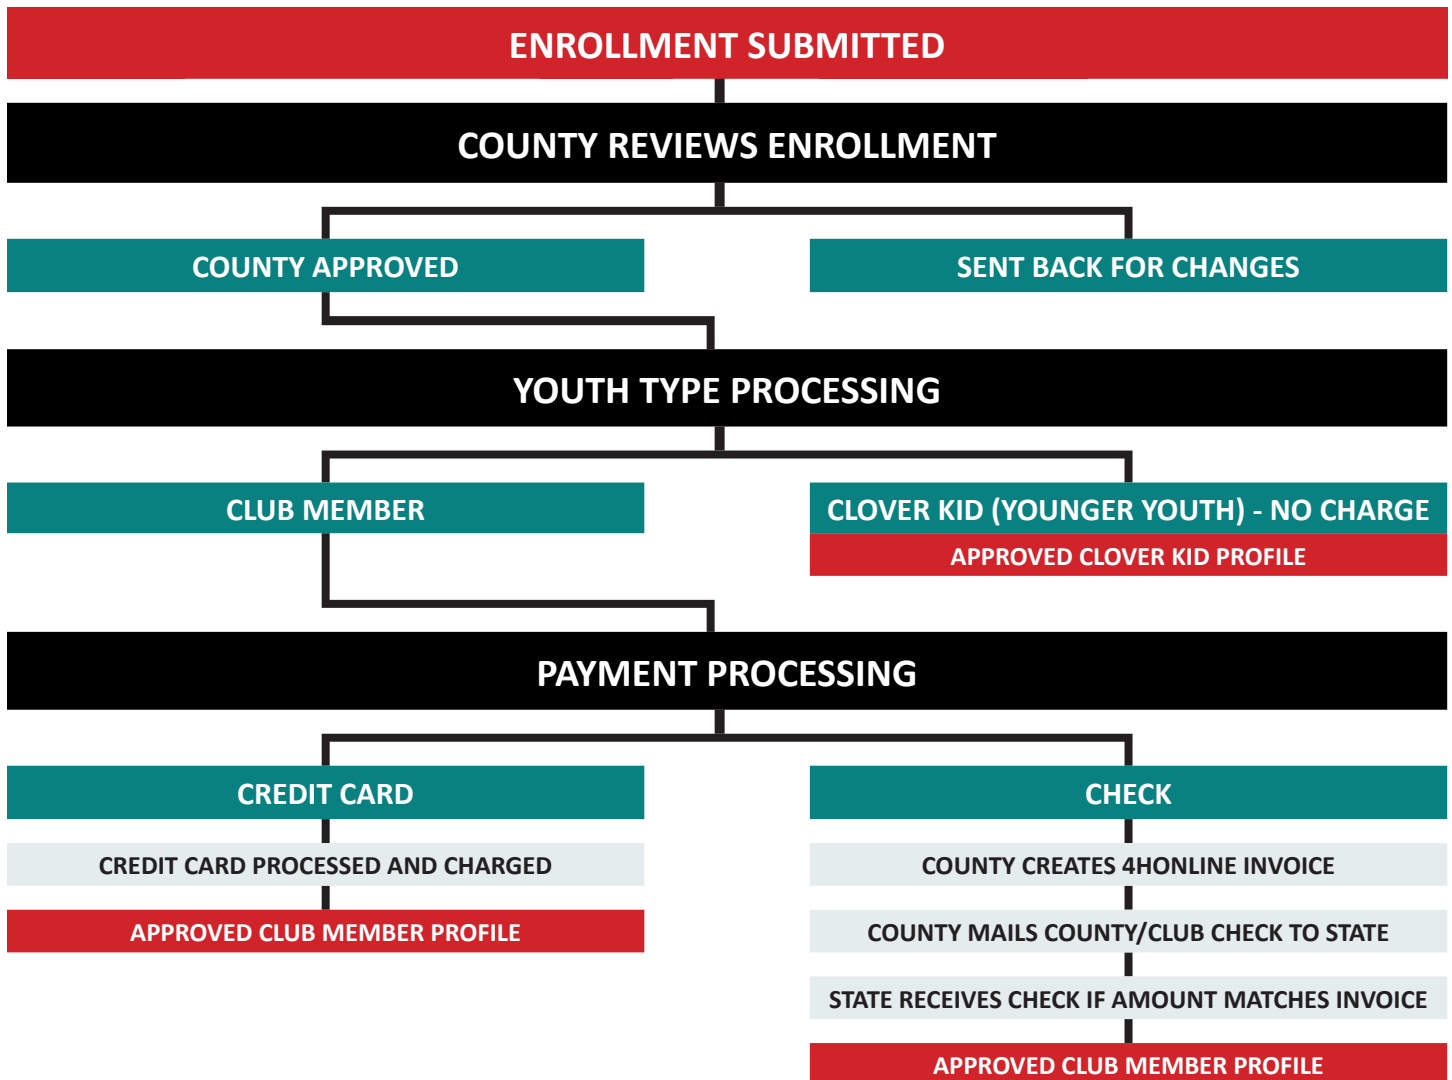 ENROLLMENT SUBMITTED
COUNTY REVIEWS ENROLLMENT
COUNTY APPROVED
SENT BACK FOR CHANGES
YOUTH TYPE PROCESSING
CLUB MEMBER
CLOVER KID (YOUNGER YOUTH) - NO CHARGE
APPROVED CLOVER KID PROFILE
PAYMENT PROCESSING
CREDIT CARD
CREDIT CARD PROCESSED AND CHARGED
APPROVED CLUB MEMBER PROFILE
CHECK
COUNTY CREATES 4HONLINE INVOICE
COUNTY MAILS COUNTY/CLUB CHECK TO STATE
STATE RECEIVES CHECK IF AMOUNT MATCHES INVOICE
APPROVED CLUB MEMBER PROFILE